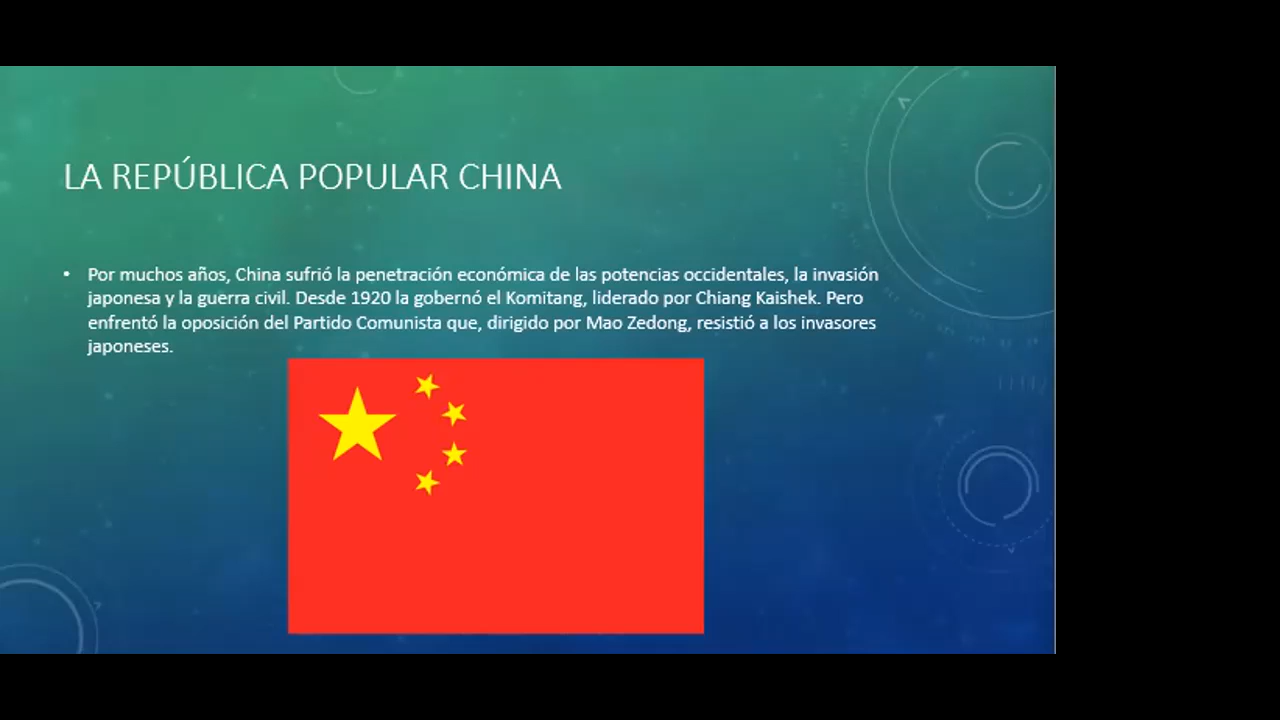 LA REPÚBLICA POPULAR CHINA
• Por muchos años, China sufrió la penetración económica de las potencias occidentales, la invasión
japonesa y la guerra civil. Desde 1920 la gobernó el Komitang, liderado por Chiang Kaishek. Pero
enfrentó la oposición del Partido Comunista que, dirigido por Mao Zedong, resistió a los invasores
japoneses.